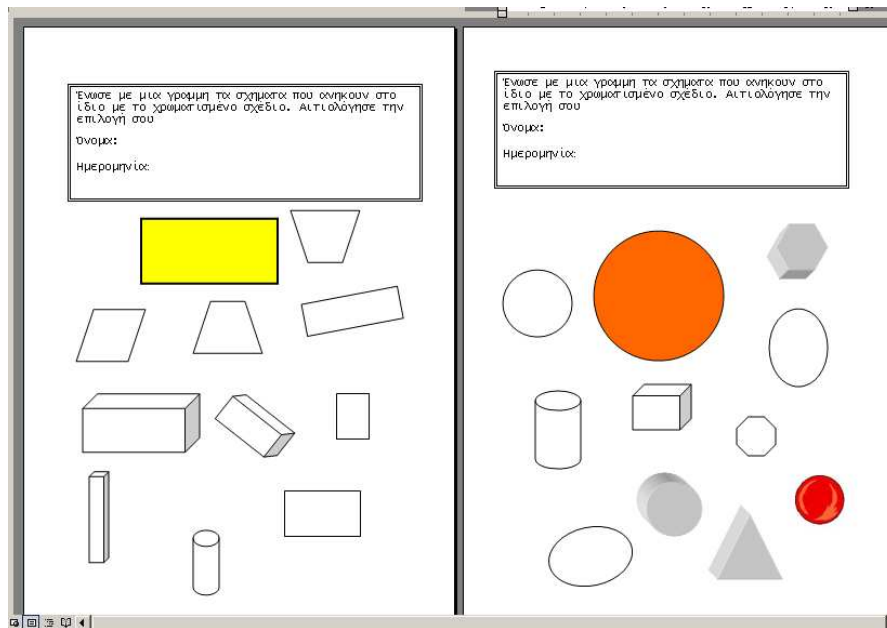 Ένωσε με μια γραμμη τα σχηματα που ανηκουν στο
ίδιο με το χρωματισμένο σχέδιο. Αιτιολόγησε την
επιλογή σου
Όνομα:
Ημερομηνία:
Ένωσε με μια γραμμη τα σχηματα που ανηκουν στο
ίδιο με το χρωματισμένο σχέδιο. Αιτιολόγησε την
επιλογή σου
Όνομα:
Ημερομηνία: